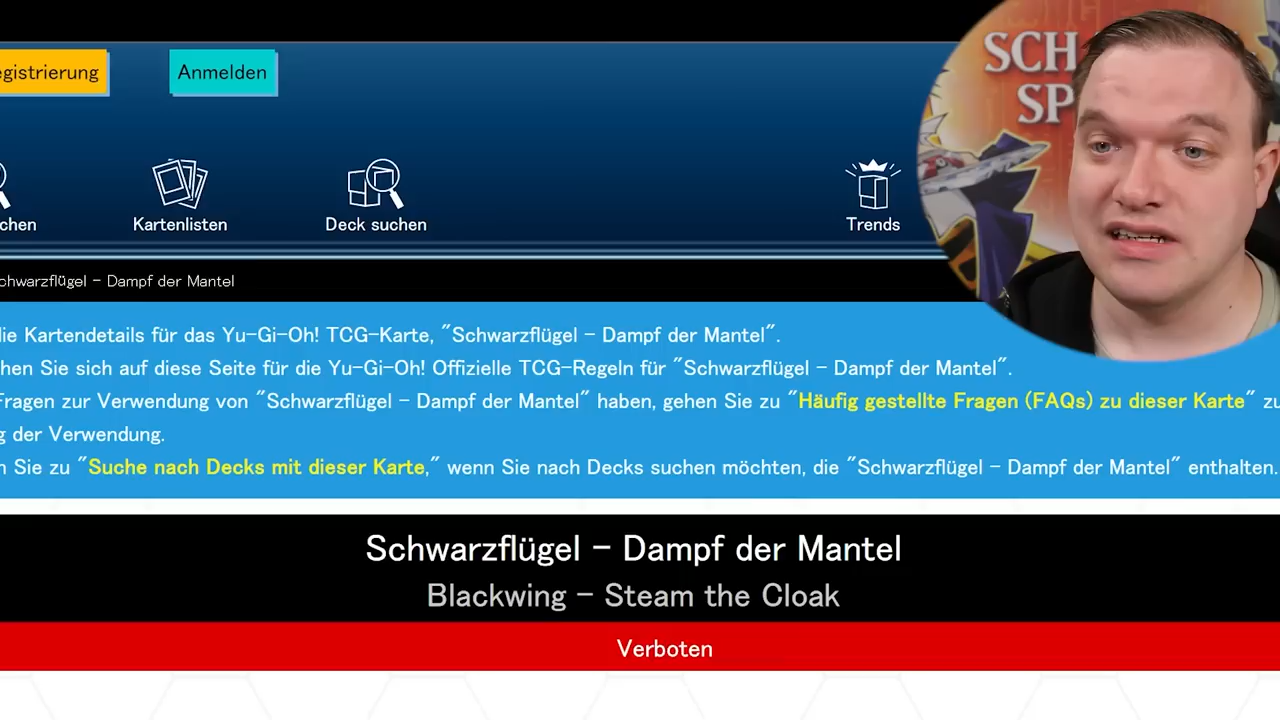 egistrierung
Anmelden
SCH
SP
chen
Kartenlisten
Deck suchen
Trends
chwarzflügel - Dampf der Mantel
ie Kartendetails für das Yu-Gi-Oh! TCG-Karte, "Schwarzflügel - Dampf der Mantel".
hen Sie sich auf diese Seite für die Yu-Gi-Oh! Offizielle TCG-Regeln für "Schwarzflügel - Dampf der Mantel".
Fragen zur Verwendung von "Schwarzflügel - Dampf der Mantel" haben, gehen Sie zu "Häufig gestellte Fragen (FAQs) zu dieser Karte" zu
g der Verwendung.
n Sie zu "Suche nach Decks mit dieser Karte," wenn Sie nach Decks suchen möchten, die "Schwarzflügel - Dampf der Mantel" enthalten.
Schwarzflügel - Dampf der Mantel
Blackwing - Steam the Cloak
Verboten